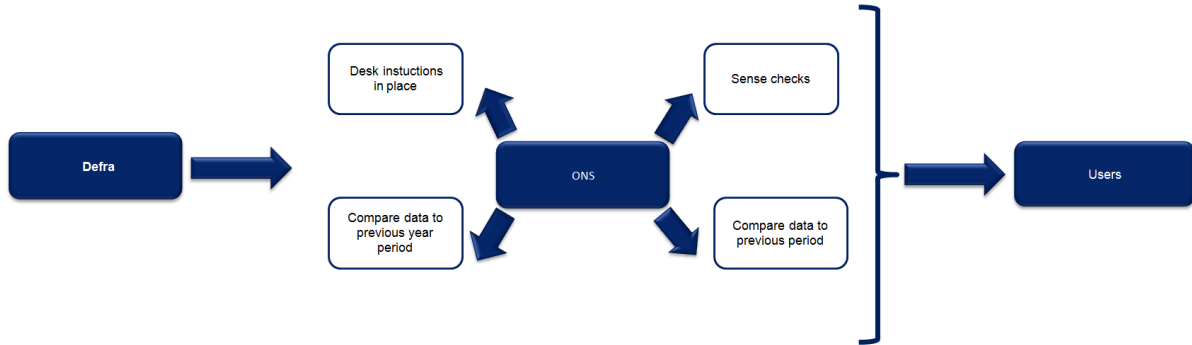 Defra
Desk instuctions
in place
Sense checks
ONS
Compare data to
previous year
period
Compare data to
previous period
Users